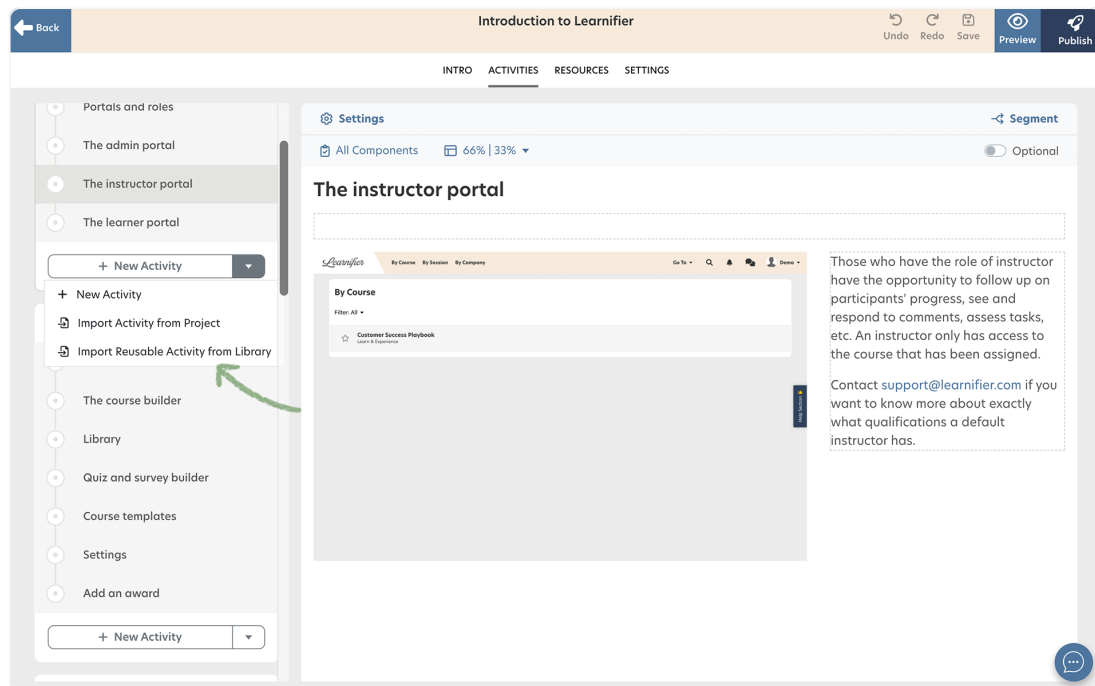 Back
Introduction to Learnifier
Undo
Redo
Save
Preview
Publish
INTRO
ACTIVITIES
RESOURCES
SETTINGS
Portals and roles
The admin portal
The instructor portal
The learner portal
+ New Activity
+ New Activity
Import Activity from Project
Import Reusable Activity from Library
The course builder
Library
Quiz and survey builder
Course templates
Settings
Add an award
+ New Activity
Settings
Segment
All Components
66% | 33%
Optional
The instructor portal
Learnifier
By Course
By Session
By Company
Go To
Demo
By Course
Filter: All
Customer Success Playbook
Learn & Experience
Help Section
Those who have the role of instructor
have the opportunity to follow up on
participants' progress, see and
respond to comments, assess tasks,
etc. An instructor only has access to
the course that has been assigned.
Contact support@learnifier.com if you
want to know more about exactly
what qualifications a default
instructor has.